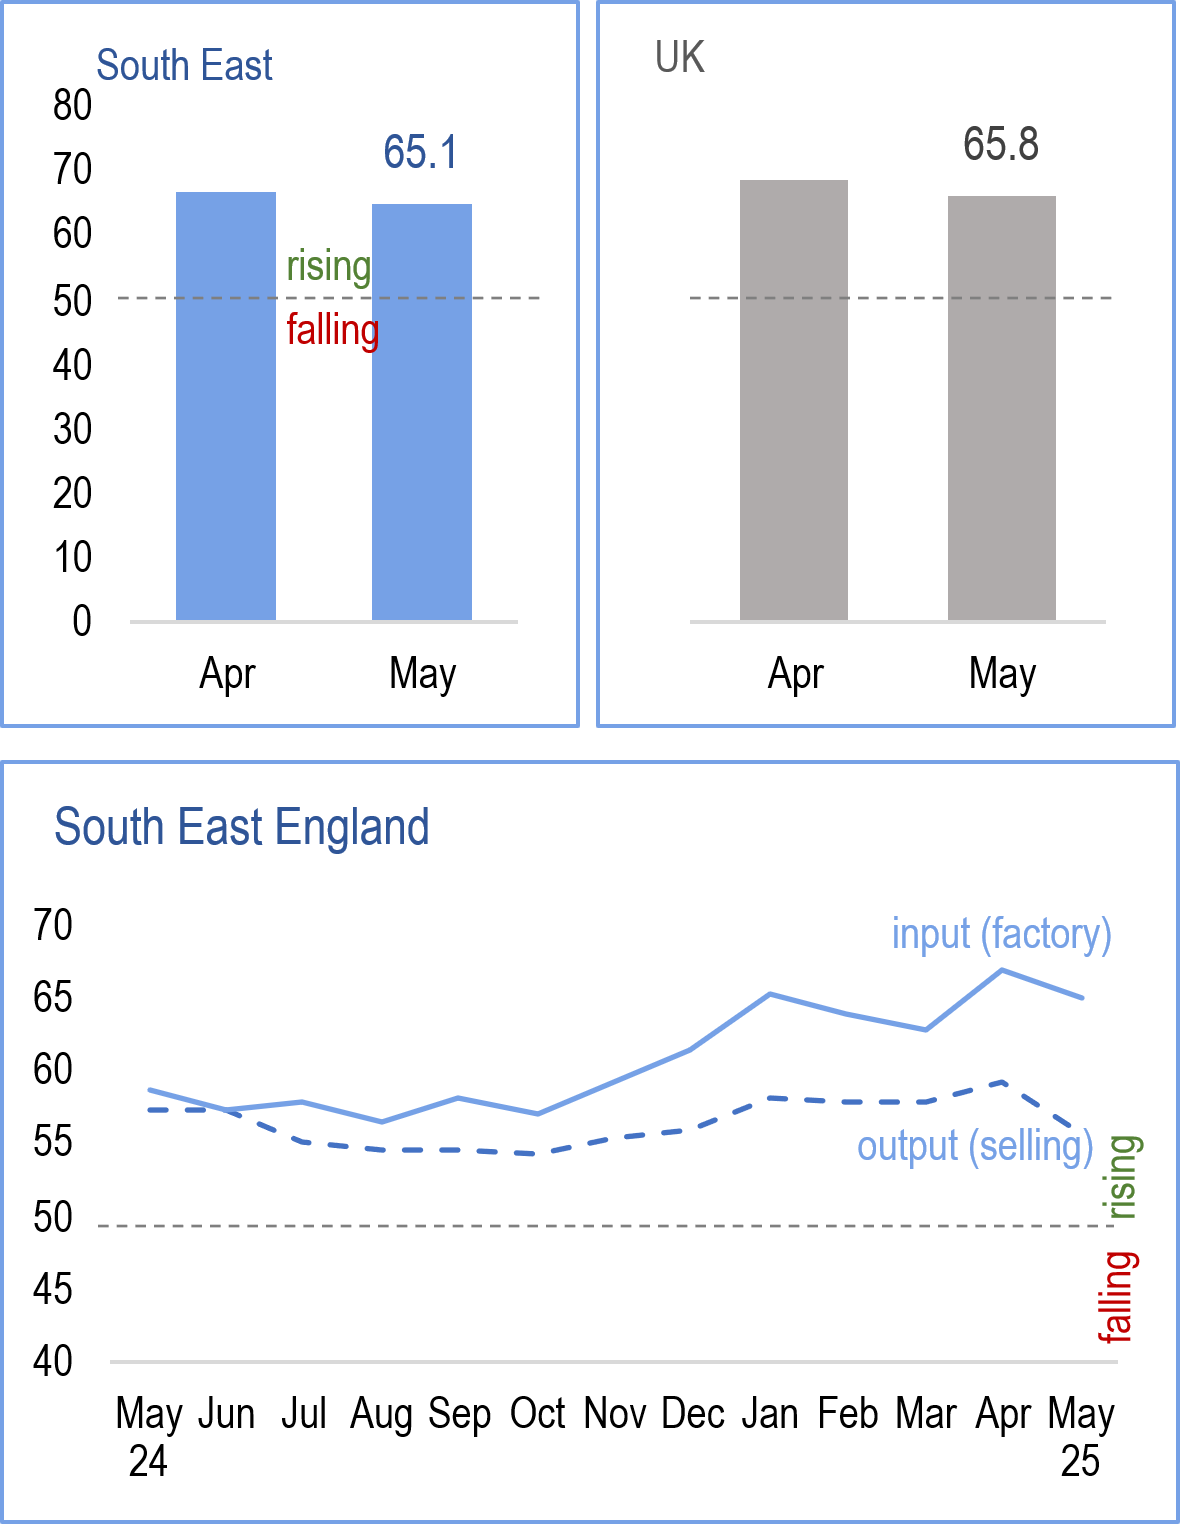 South East
80
70
60
50
40
30
20
10
0
65.1
rising
falling
Apr May
UK
65.8
Apr May
South East England
70
65
60
55
50
45
40
input (factory)
output (selling)
rising
falling
May Jun Jul Aug Sep Oct Nov Dec Jan Feb Mar Apr May
24 25